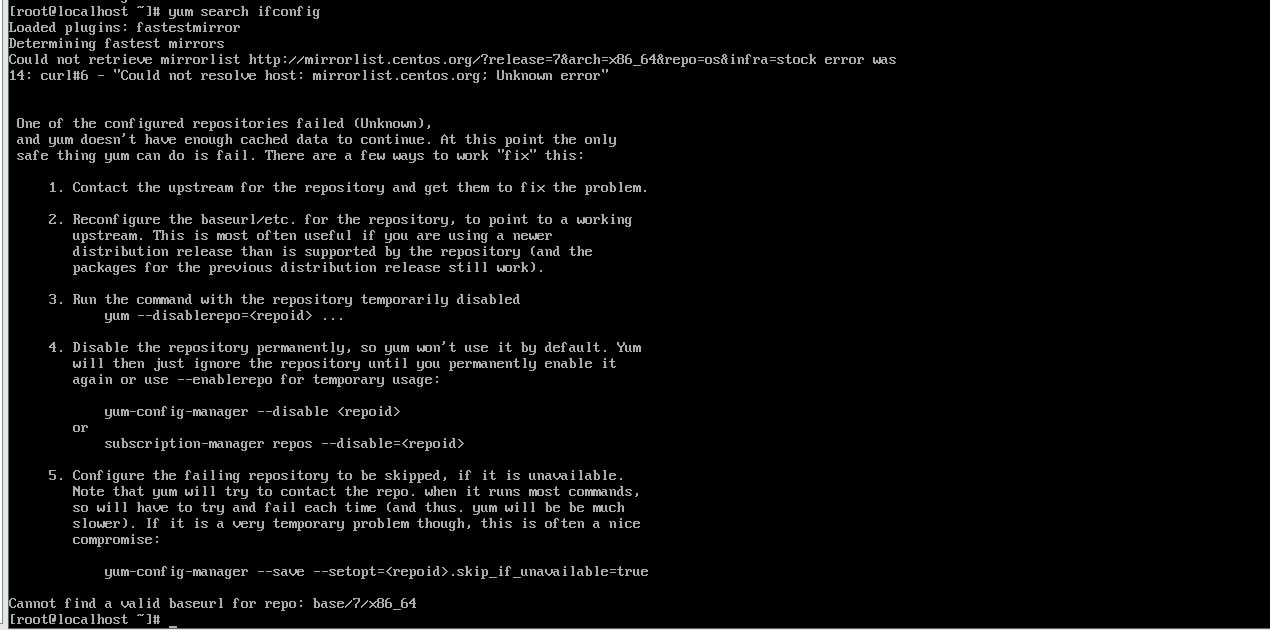 [root@localhost ~]# yum search ifconfig
Loaded plugins: fastestmirror
Determining fastest mirrors
Could not retrieve mirrorlist http://mirrorlist.centos.org/?release=7&arch=x86_64&repo=os&infra=stock error was
14: curl#6 - "Could not resolve host: mirrorlist.centos.org; Unknown error"
One of the configured repositories failed (Unknown),
and yum doesn't have enough cached data to continue. At this point the only
safe thing yum can do is fail. There are a few ways to work "fix" this:
1. Contact the upstream for the repository and get them to fix the problem.
2. Reconfigure the baseurl/etc. for the repository, to point to a working
upstream. This is most often useful if you are using a newer
distribution release than is supported by the repository (and the
packages for the previous distribution release still work).
3. Run the command with the repository temporarily disabled
yum --disablerepo=<repoid> ...
4. Disable the repository permanently, so yum won't use it by default. Yum
will then just ignore the repository until you permanently enable it
again or use --enablerepo for temporary usage:
yum-config-manager --disable <repoid>
or
subscription-manager repos --disable=<repoid>
5. Configure the failing repository to be skipped, if it is unavailable.
Note that yum will try to contact the repo. when it runs most commands,
so will have to try and fail each time (and thus. yum will be be much
slower). If it is a very temporary problem though, this is often a nice
compromise:
yum-config-manager --save --setopt=<repoid>.skip_if_unavailable=true
Cannot find a valid baseurl for repo: base/7/x86_64
[root@localhost ~]# _